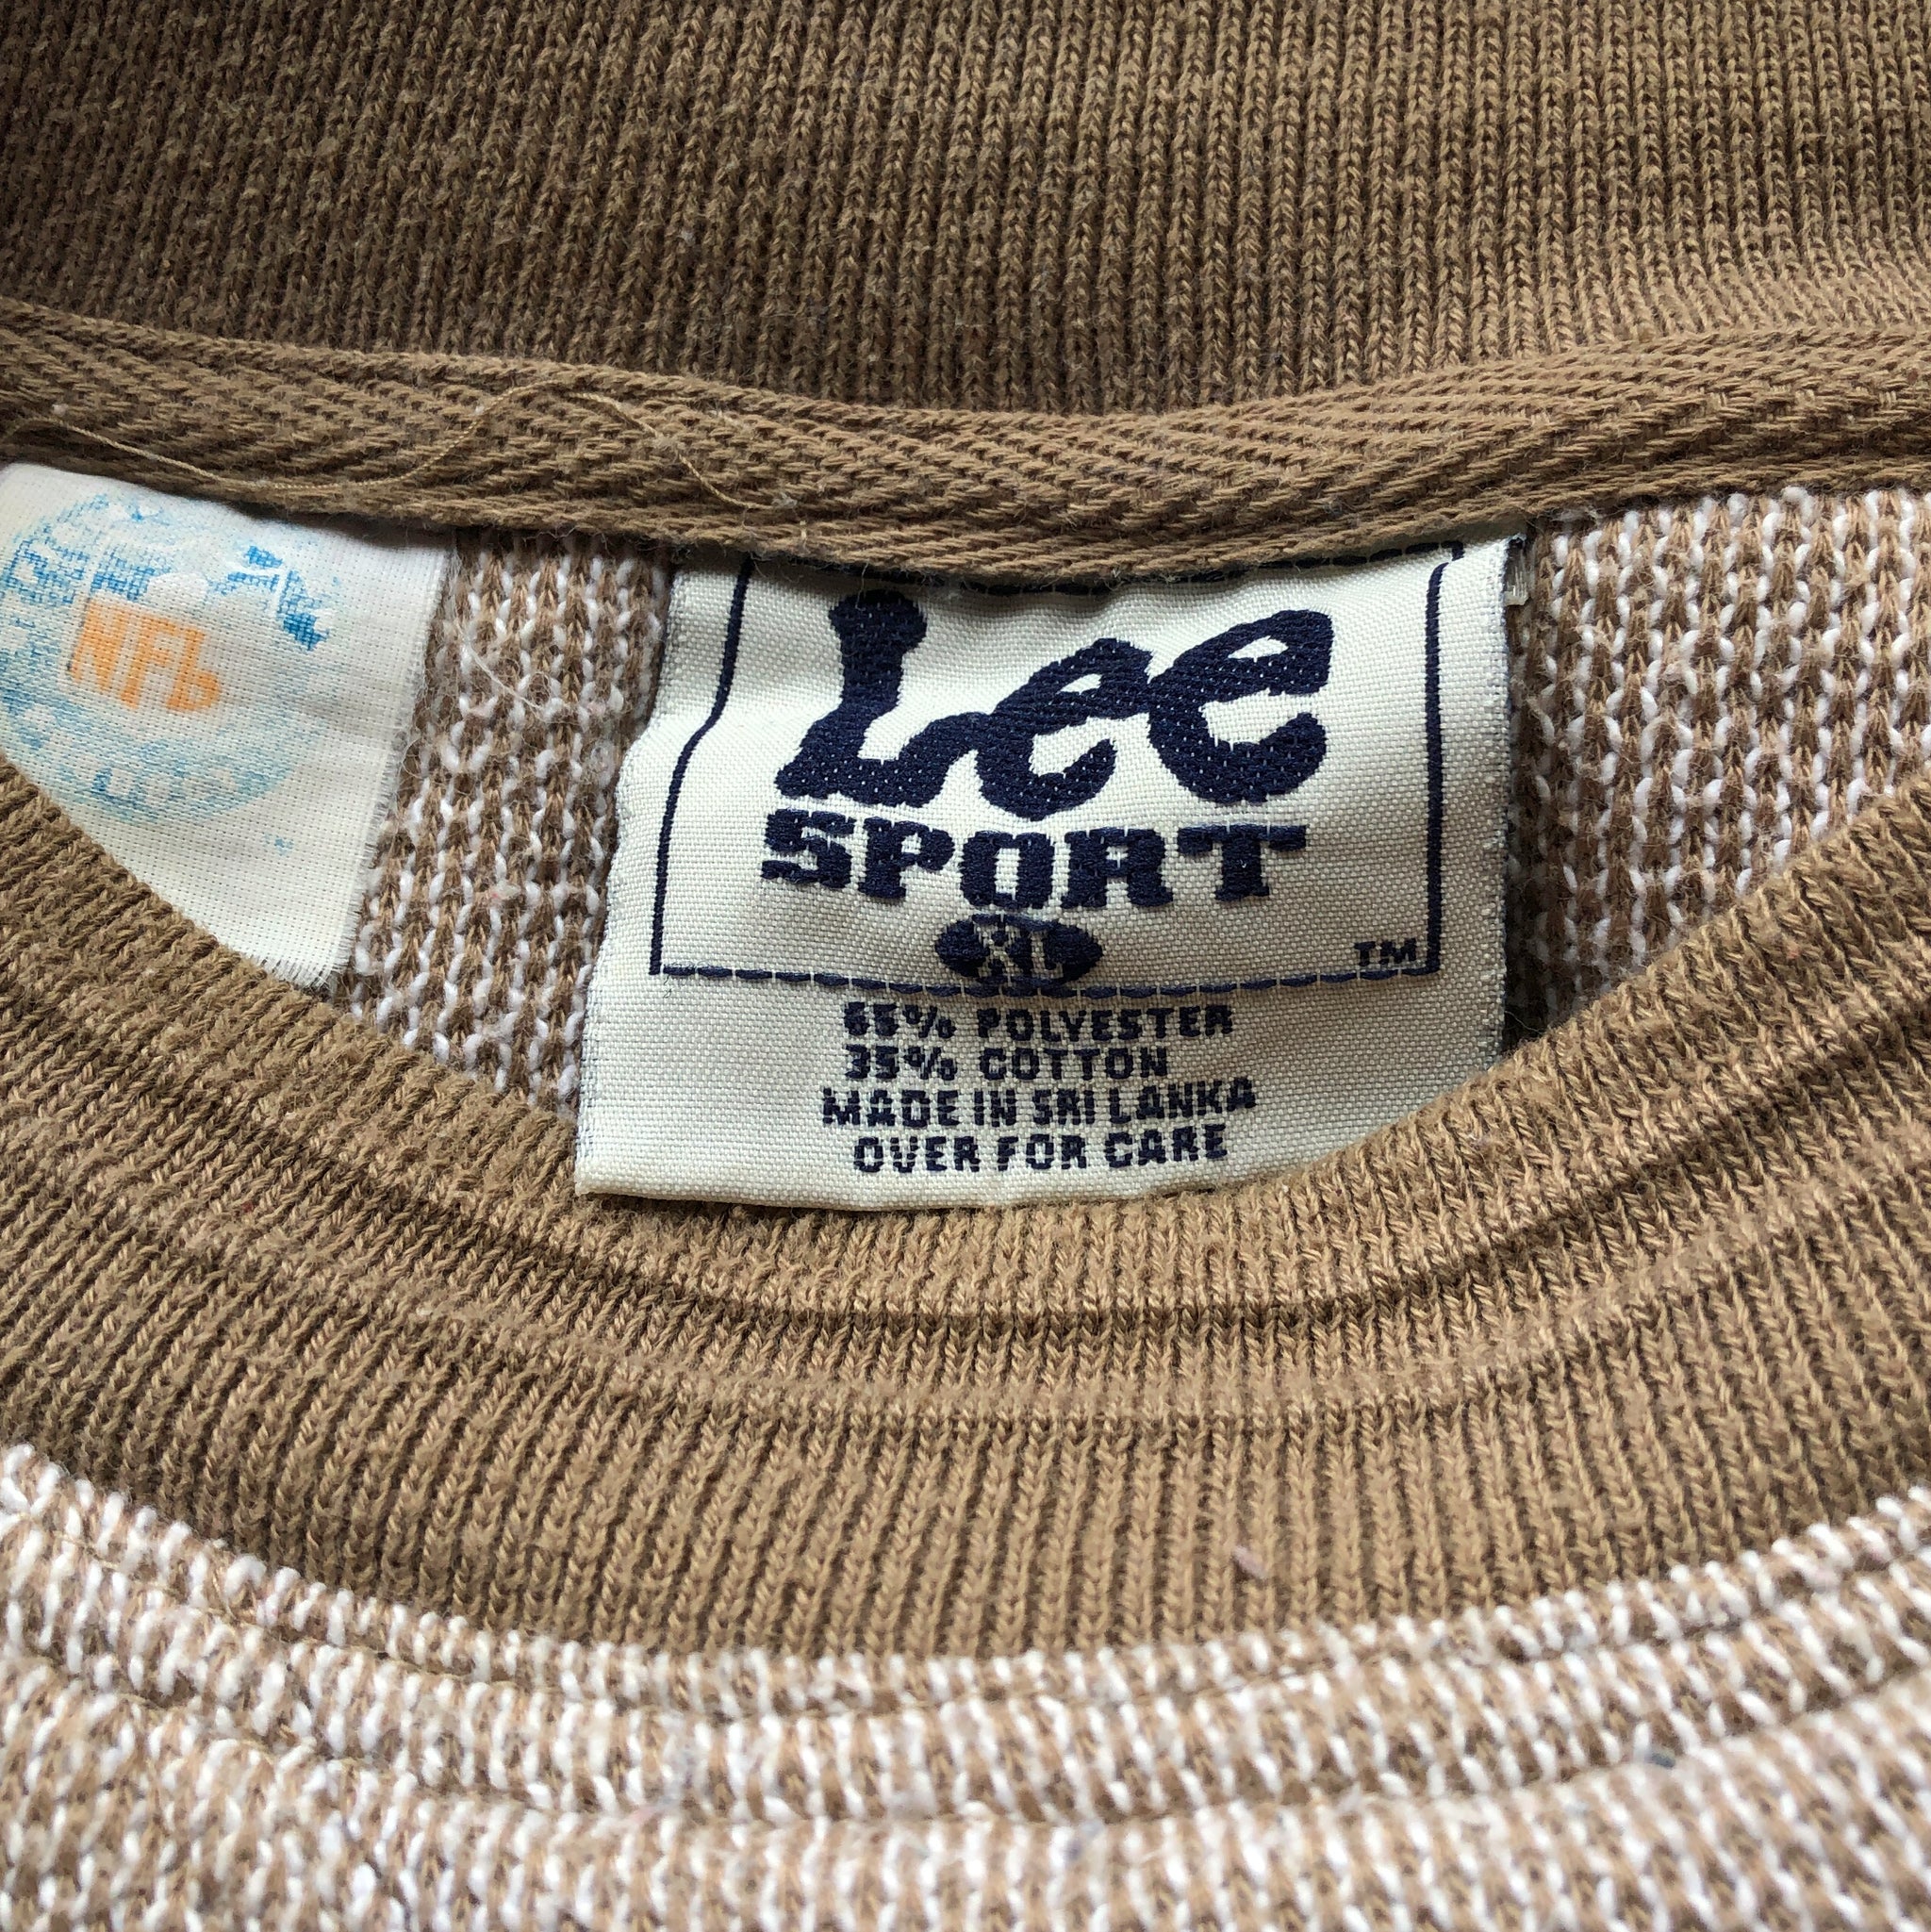 NFL
Lee
SPORT
XL
TM
65% POLYESTER
35% COTTON
MADE IN SRI LANKA
OVER FOR CARE